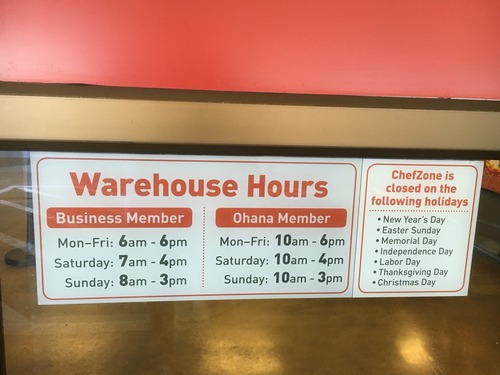 Warehouse Hours
Business Member
Mon–Fri: 6am - 6pm
Saturday: 7am - 4pm
Sunday: 8am - 3pm
Ohana Member
Mon–Fri: 10am - 6pm
Saturday: 10am - 4pm
Sunday: 10am - 3pm
ChefZone is
closed on the
following holidays
• New Year's Day
• Easter Sunday
• Memorial Day
• Independence Day
• Labor Day
• Thanksgiving Day
• Christmas Day